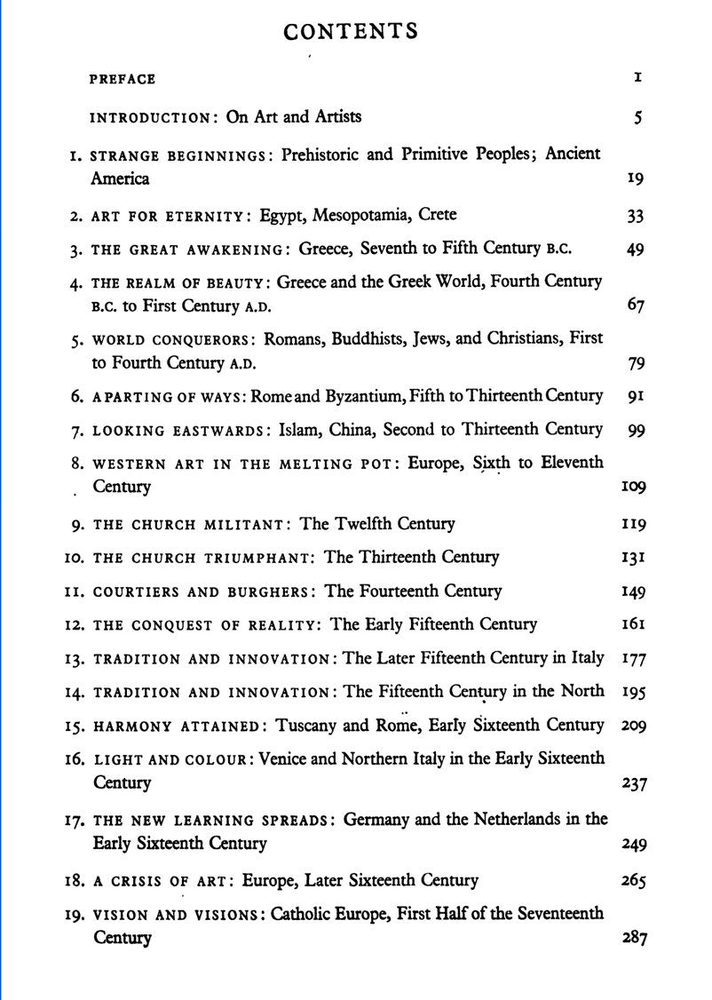 CONTENTS
PREFACE 1
INTRODUCTION: On Art and Artists 5
1. STRANGE BEGINNINGS: Prehistoric and Primitive Peoples; Ancient
America 19
2. ART FOR ETERNITY: Egypt, Mesopotamia, Crete 33
3. THE GREAT AWAKENING: Greece, Seventh to Fifth Century B.C. 49
4. THE REALM OF BEAUTY: Greece and the Greek World, Fourth Century
B.C. to First Century A.D. 67
5. WORLD CONQUERORS: Romans, Buddhists, Jews, and Christians, First
to Fourth Century A.D. 79
6. A PARTING OF WAYS: Rome and Byzantium, Fifth to Thirteenth Century 91
7. LOOKING EASTWARDS: Islam, China, Second to Thirteenth Century 99
8. WESTERN ART IN THE MELTING POT: Europe, Sixth to Eleventh
Century 109
9. THE CHURCH MILITANT: The Twelfth Century 119
10. THE CHURCH TRIUMPHANT: The Thirteenth Century 131
11. COURTIERS AND BURGHERS: The Fourteenth Century 149
12. THE CONQUEST OF REALITY: The Early Fifteenth Century 161
13. TRADITION AND INNOVATION: The Later Fifteenth Century in Italy 177
14. TRADITION AND INNOVATION: The Fifteenth Century in the North 195
15. HARMONY ATTAINED: Tuscany and Rome, Early Sixteenth Century 209
16. LIGHT AND COLOUR: Venice and Northern Italy in the Early Sixteenth
Century 237
17. THE NEW LEARNING SPREADS: Germany and the Netherlands in the
Early Sixteenth Century 249
18. A CRISIS OF ART: Europe, Later Sixteenth Century 265
19. VISION AND VISIONS: Catholic Europe, First Half of the Seventeenth
Century 287